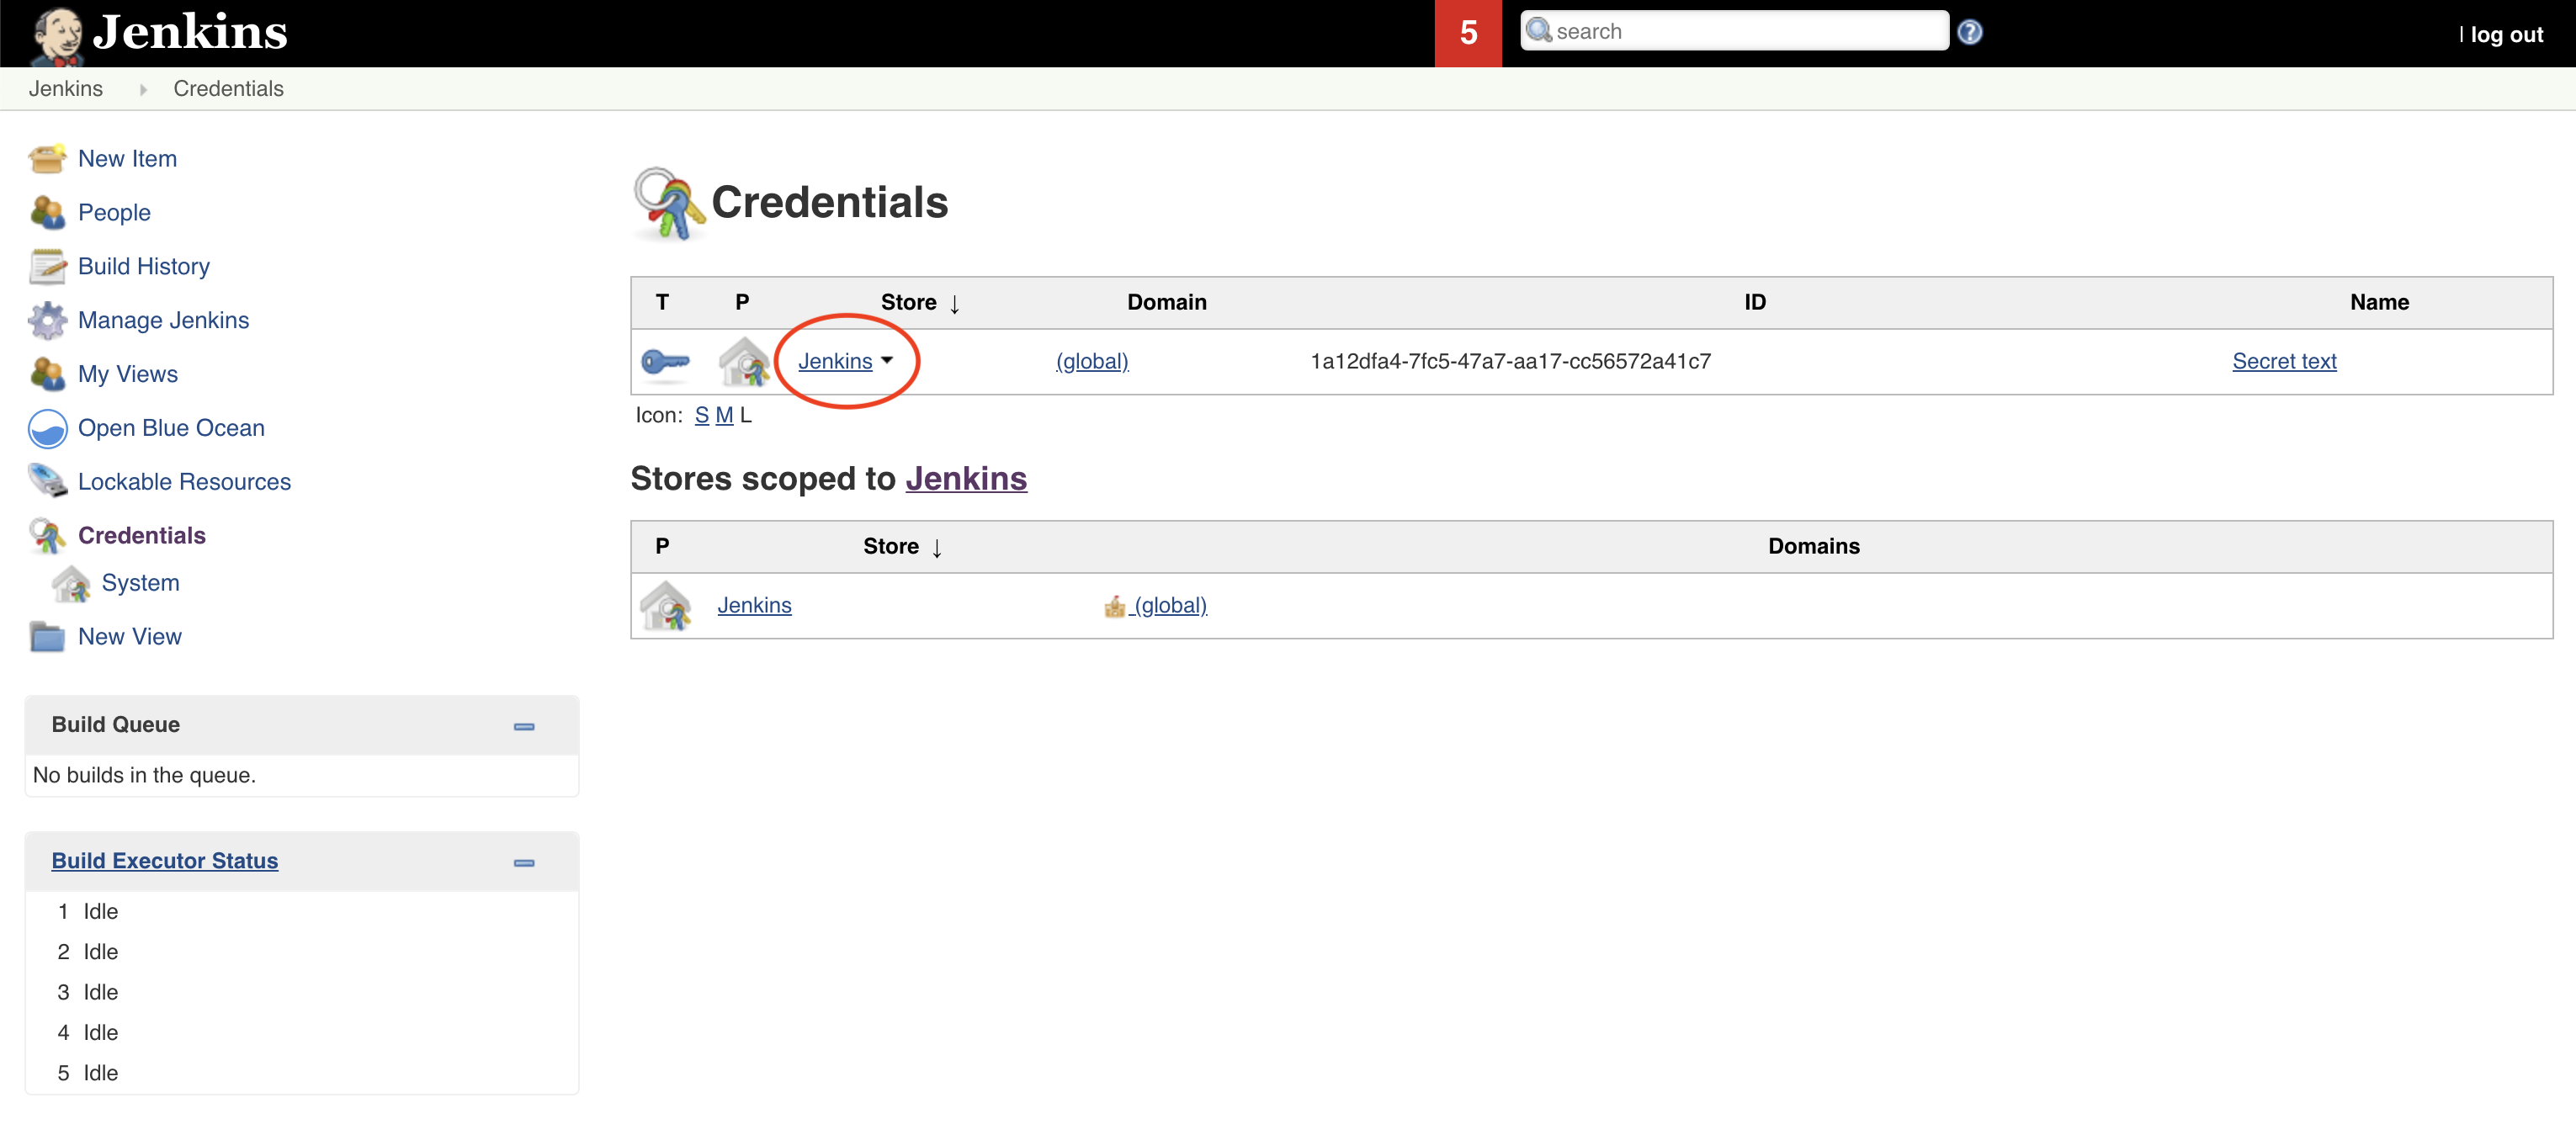 Jenkins
5
search
| log out
Jenkins
Credentials
New Item
People
Build History
Manage Jenkins
My Views
Open Blue Ocean
Lockable Resources
Credentials
System
New View
Build Queue
No builds in the queue.
Build Executor Status
1 Idle
2 Idle
3 Idle
4 Idle
5 Idle
Credentials
T P Store ↓ Domain ID Name
Jenkins (global) 1a12dfa4-7fc5-47a7-aa17-cc56572a41c7 Secret text
Icon: S M L
Stores scoped to Jenkins
P Store ↓ Domains
Jenkins (global)